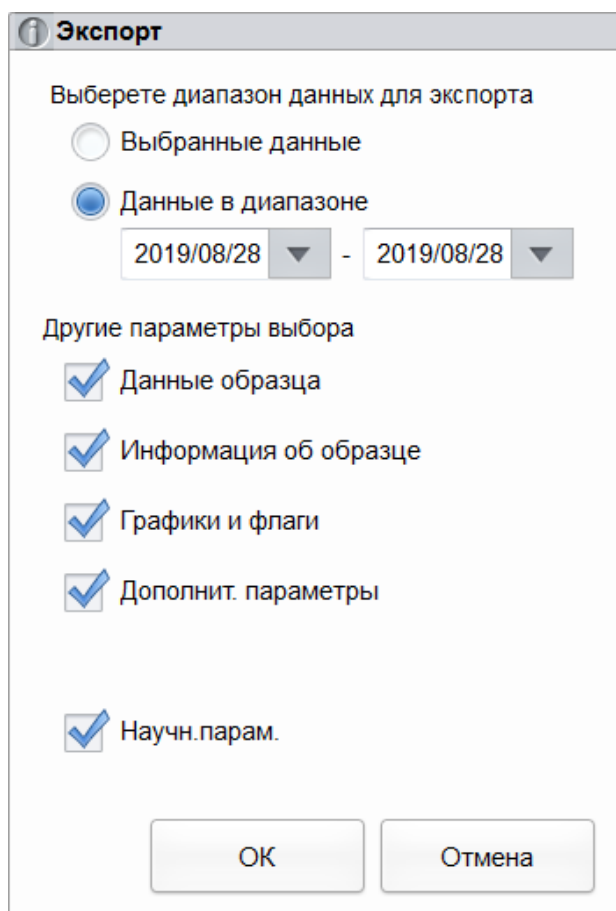 Экспорт
Выберете диапазон данных для экспорта
Выбранные данные
Данные в диапазоне
2019/08/28 - 2019/08/28
Другие параметры выбора
Данные образца
Информация об образце
Графики и флаги
Дополнит. параметры
Научн.парам.
ОК Отмена